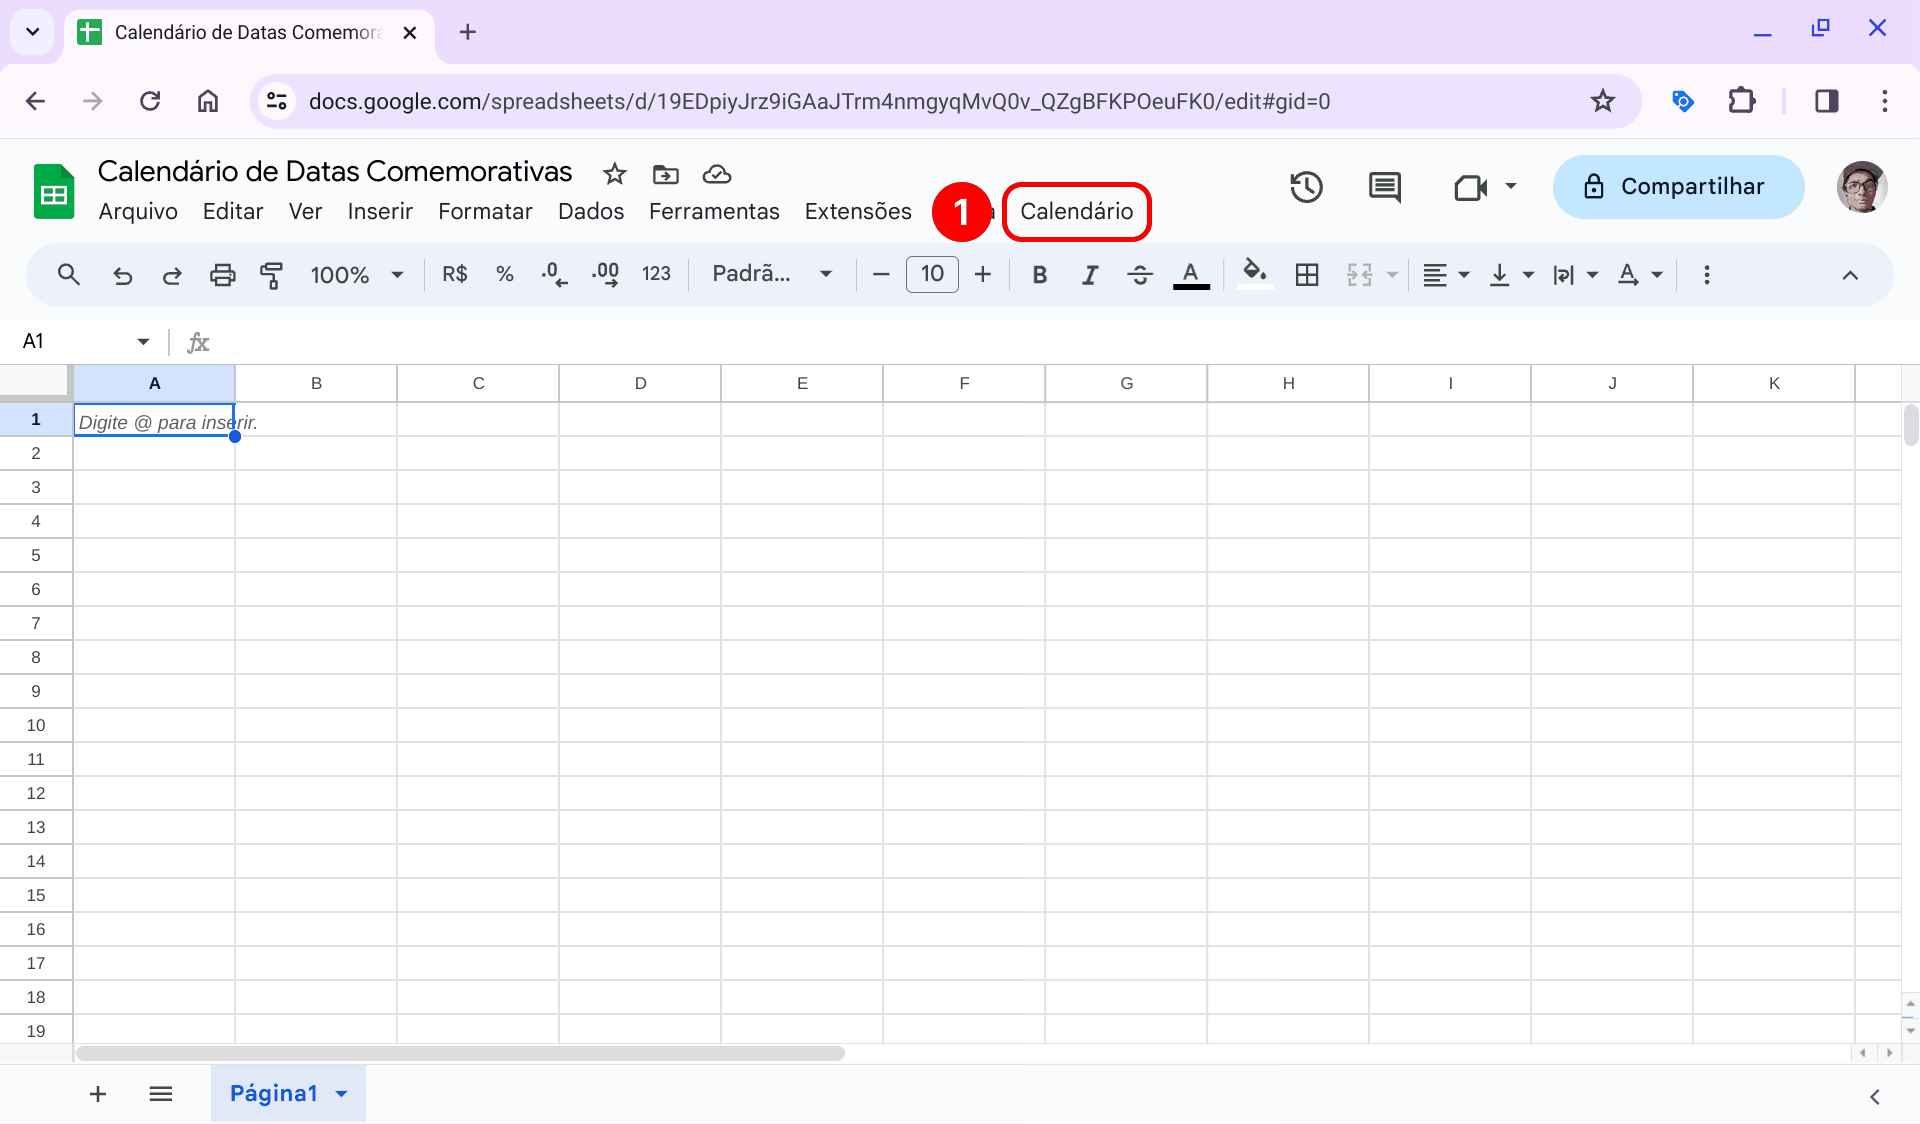 Calendário de Datas Comemora
docs.google.com/spreadsheets/d/19EDpiyJrz9iGAaJTrm4nmgyqMvQ0v_QZgBFKPOeuFK0/edit#gid=0
Calendário de Datas Comemorativas
Arquivo Editar Ver Inserir Formatar Dados Ferramentas Extensões 1 a Calendário
Compartilhar
100% R$ % .0 .00 123 Padrã... 10 B I S A A
A1 fx
A B C D E F G H I J K
1 Digite @ para inserir.
2
3
4
5
6
7
8
9
10
11
12
13
14
15
16
17
18
19
Página1